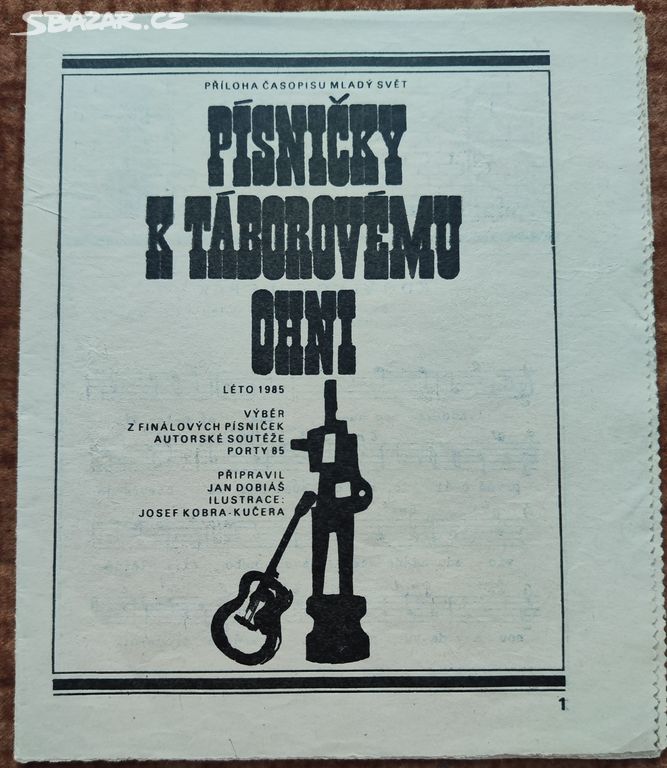 SBAZAR.CZ
PŘÍLOHA ČASOPISU MLADÝ SVĚT
PÍSNIČKY
K TÁBOROVÉMU
OHNI
LÉTO 1985
VÝBĚR
Z FINÁLOVÝCH PÍSNIČEK
AUTORSKÉ SOUTĚŽE
PORTY 85
PŘIPRAVIL
JAN DOBIÁŠ
ILUSTRACE:
JOSEF KOBRA-KUČERA
1